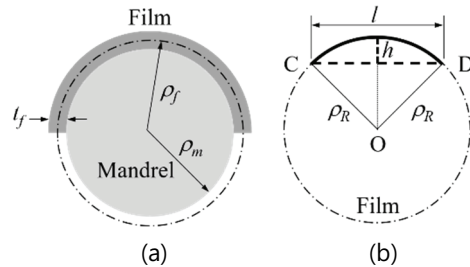 Film
t_f
ρ_f
ρ_m
Mandrel
(a)
l
h
C
D
ρ_R
ρ_R
O
Film
(b)